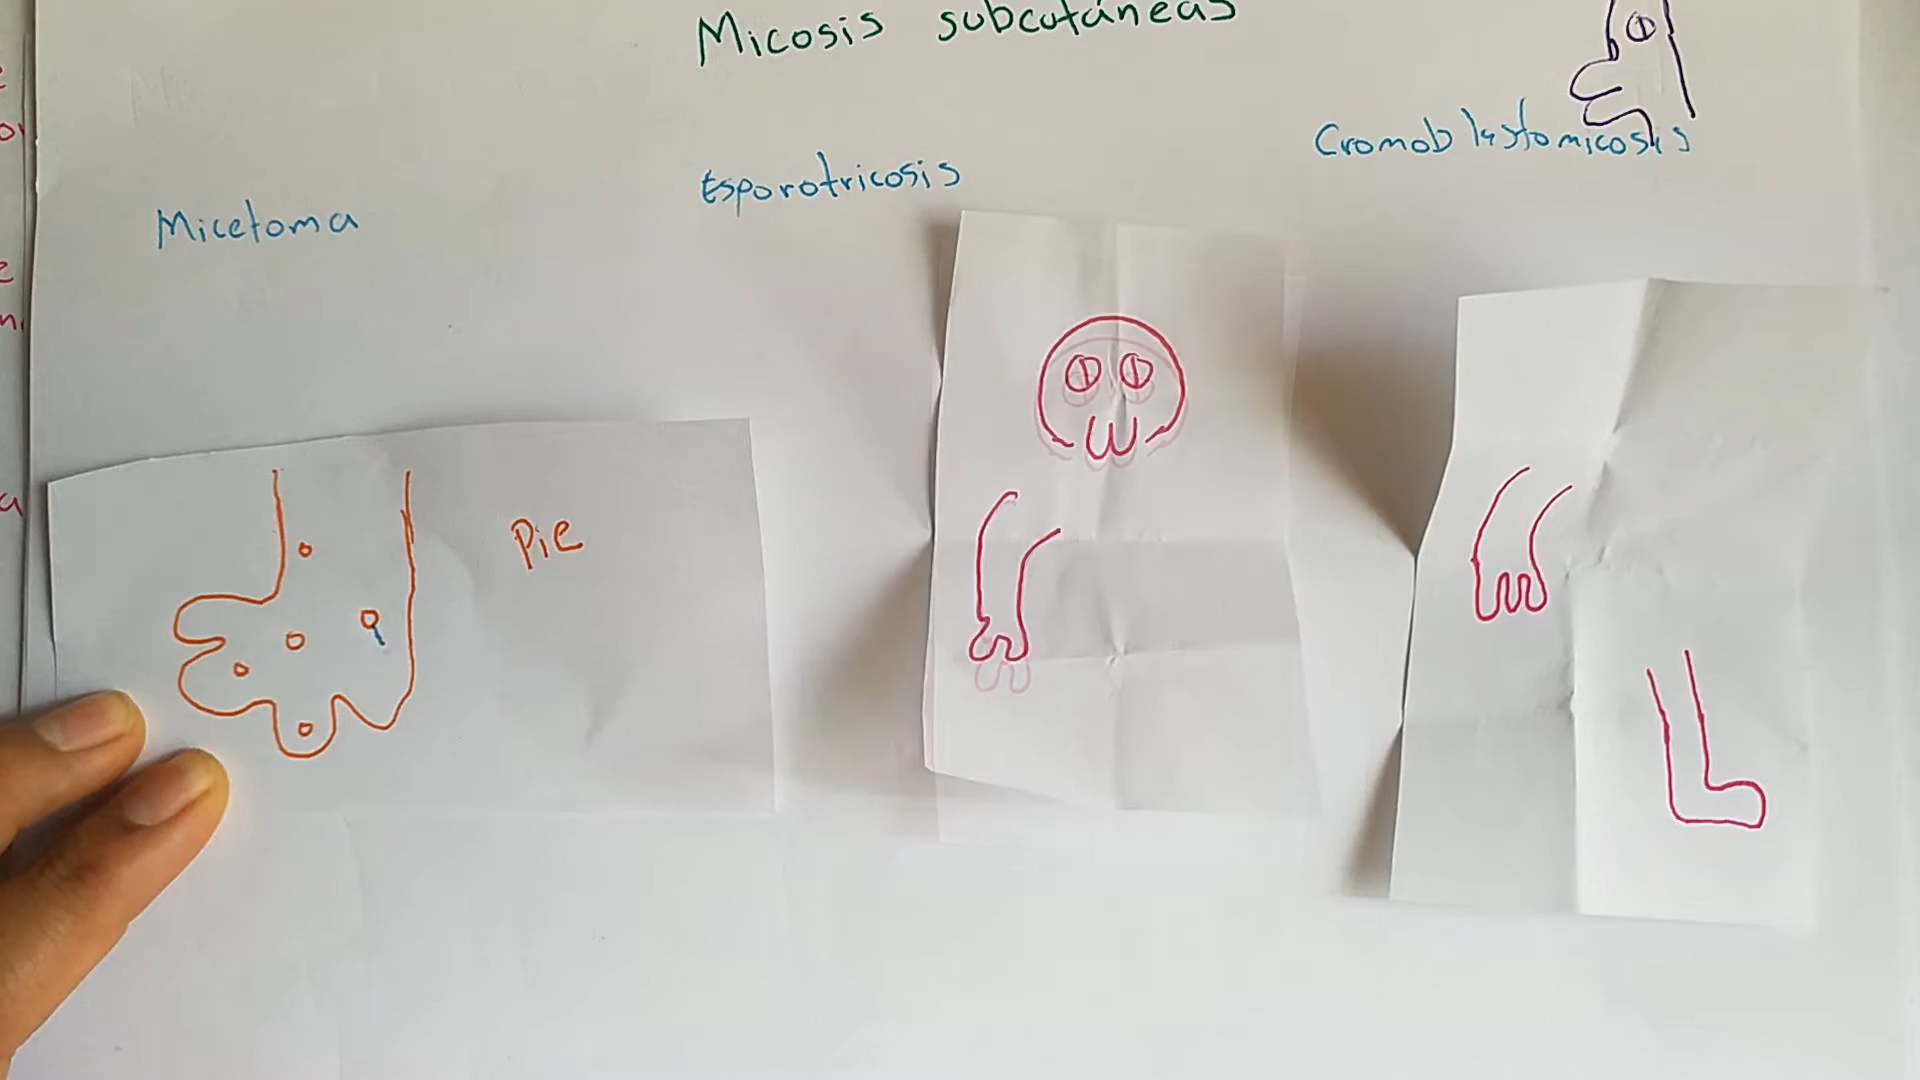 Micosis subcutáneas
Cromoblastomicosis
Esporotricosis
Micetoma
Pie